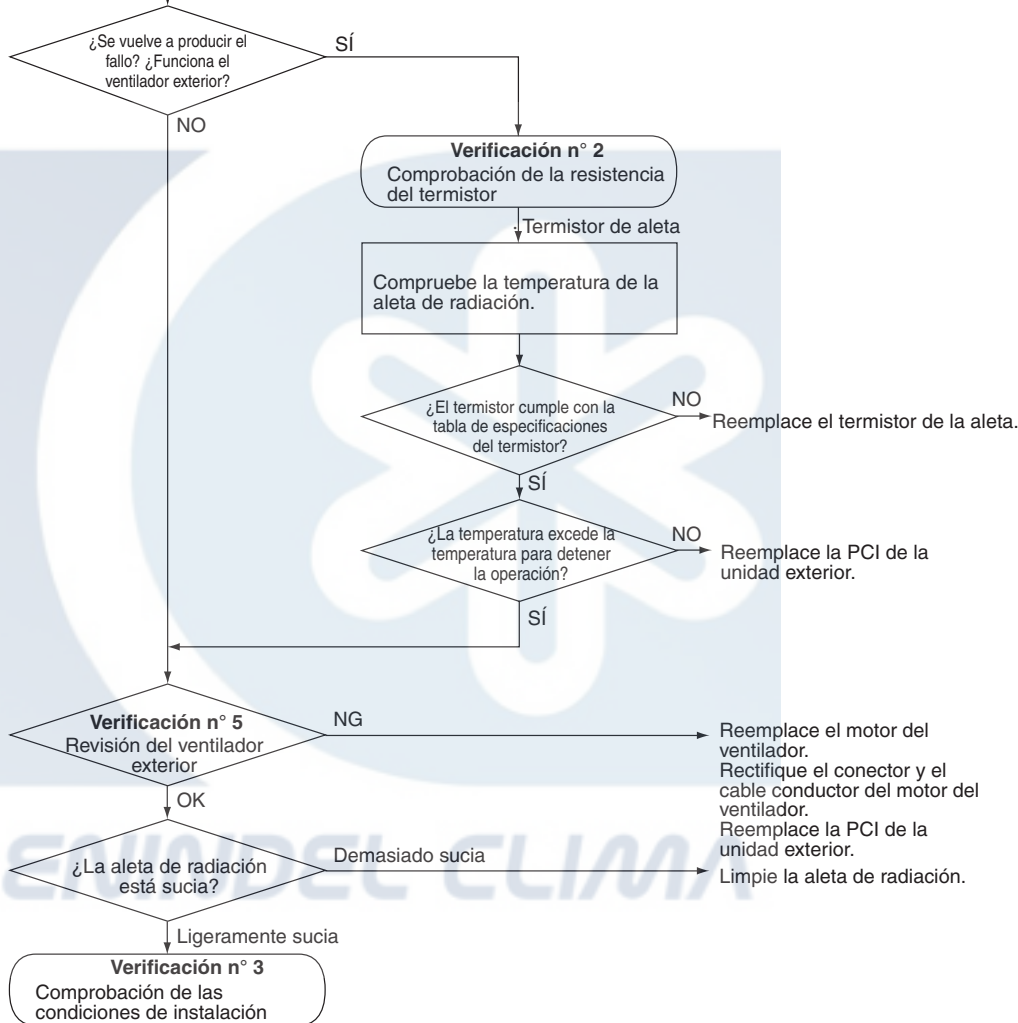 ¿Se vuelve a producir el
fallo? ¿Funciona el
ventilador exterior?
SÍ
NO
Verificación n° 2
Comprobación de la resistencia
del termistor
Termistor de aleta
Compruebe la temperatura de la
aleta de radiación.
¿El termistor cumple con la
tabla de especificaciones
del termistor?
NO
Reemplace el termistor de la aleta.
SÍ
¿La temperatura excede la
temperatura para detener
la operación?
NO
Reemplace la PCI de la
unidad exterior.
SÍ
Verificación n° 5
Revisión del ventilador
exterior
NG
Reemplace el motor del
ventilador.
Rectifique el conector y el
cable conductor del motor del
ventilador.
Reemplace la PCI de la
unidad exterior.
OK
¿La aleta de radiación
está sucia?
Demasiado sucia
Limpie la aleta de radiación.
Ligeramente sucia
Verificación n° 3
Comprobación de las
condiciones de instalación